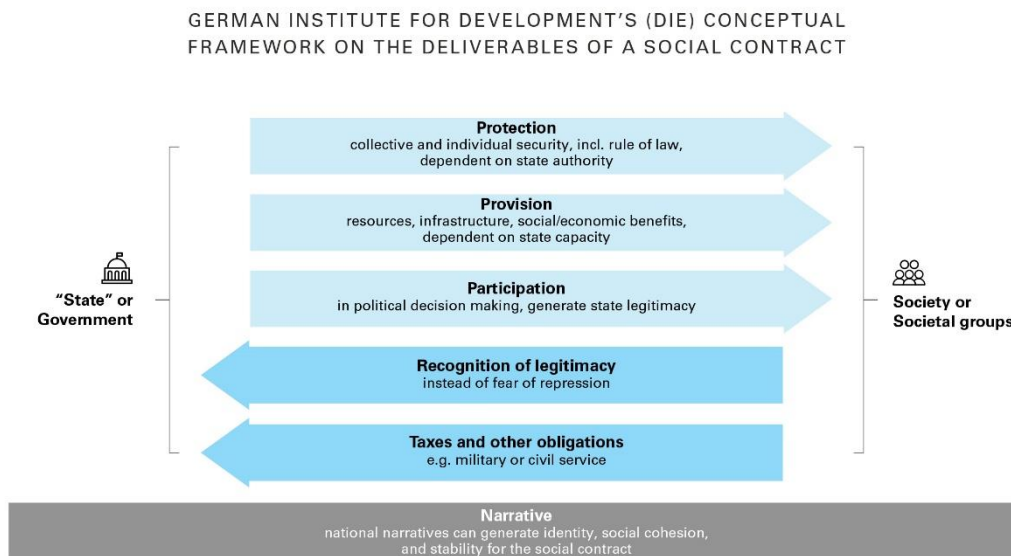 GERMAN INSTITUTE FOR DEVELOPMENT'S (DIE) CONCEPTUAL
FRAMEWORK ON THE DELIVERABLES OF A SOCIAL CONTRACT
Protection
collective and individual security, incl. rule of law,
dependent on state authority
Provision
resources, infrastructure, social/economic benefits,
dependent on state capacity
"State" or
Government
Participation
in political decision making, generate state legitimacy
Society or
Societal groups
Recognition of legitimacy
instead of fear of repression
Taxes and other obligations
e.g. military or civil service
Narrative
national narratives can generate identity, social cohesion,
and stability for the social contract